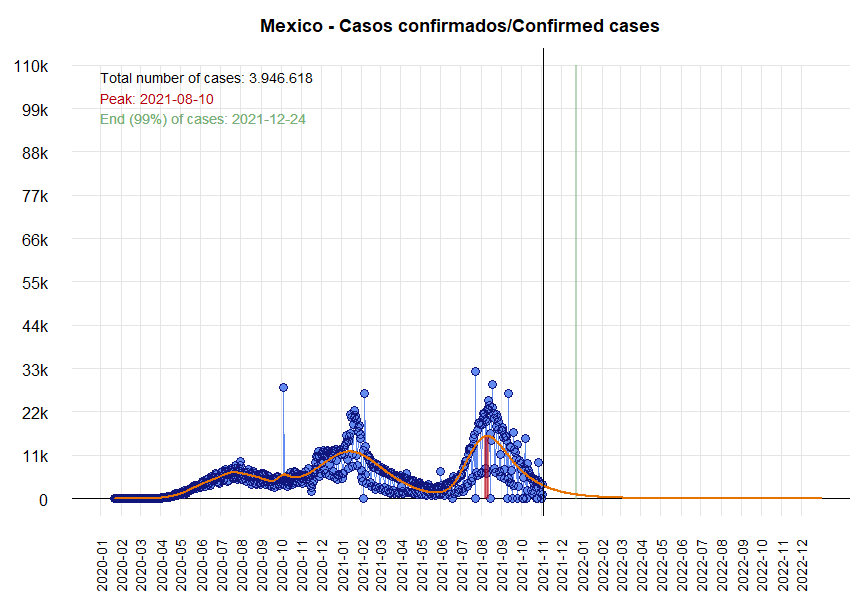 Mexico - Casos confirmados/Confirmed cases
110k
Total number of cases: 3.946.618
Peak: 2021-08-10
99k
End (99%) of cases: 2021-12-24
88k
77k
66k
55k
44k
33k
22k
11k
0
2020-01
2020-02
2020-03
2020-04
2020-05
2020-06
2020-07
2020-08
2020-09
2020-10
2020-11
2020-12
2021-01
2021-02
2021-03
2021-04
2021-05
2021-06
2021-07
2021-08
2021-09
2021-10
2021-11
2021-12
2022-01
2022-02
2022-03
2022-04
2022-05
2022-06
2022-07
2022-08
2022-09
2022-10
2022-11
2022-12